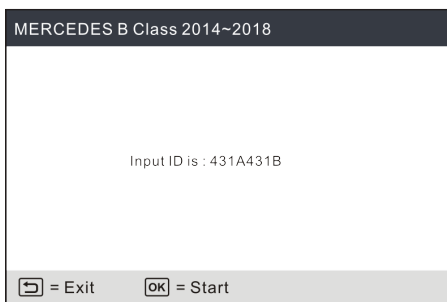 MERCEDES B Class 2014~2018
Input ID is : 431A431B
= Exit OK = Start